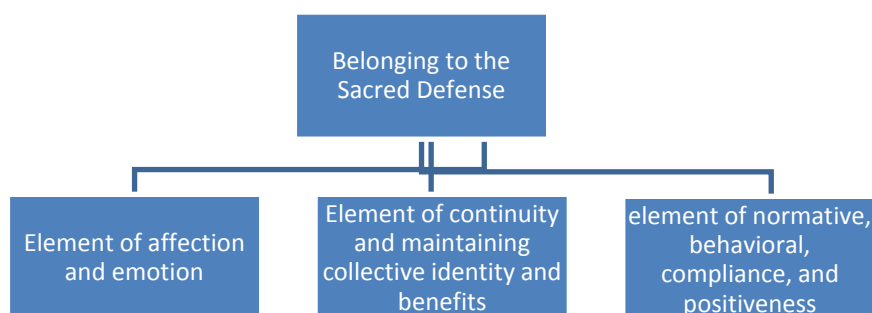 Belonging to the
Sacred Defense
Element of affection
and emotion
Element of continuity
and maintaining
collective identity and
benefits
element of normative,
behavioral,
compliance, and
positiveness